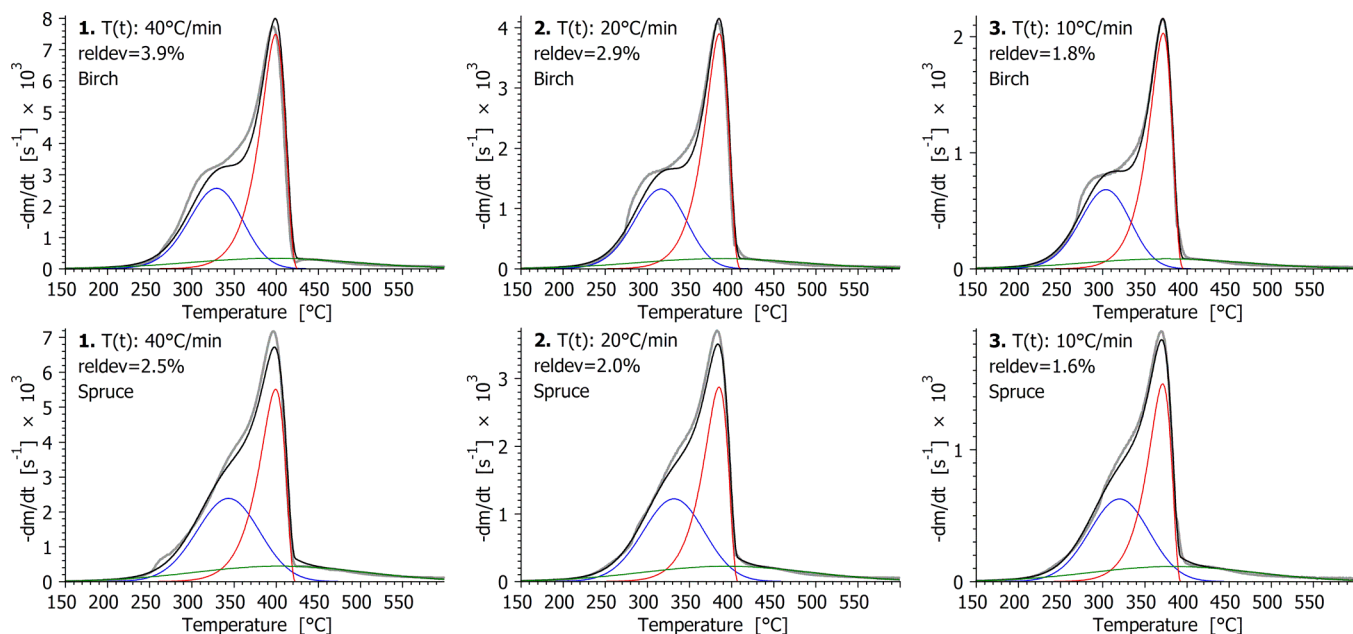 1. T(t): 40°C/min
reldev=3.9%
Birch
-dm/dt [s⁻¹] × 10³
8
7
6
5
4
3
2
1
0
150 200 250 300 350 400 450 500 550
Temperature [°C]
2. T(t): 20°C/min
reldev=2.9%
Birch
-dm/dt [s⁻¹] × 10³
4
3
2
1
0
150 200 250 300 350 400 450 500 550
Temperature [°C]
3. T(t): 10°C/min
reldev=1.8%
Birch
-dm/dt [s⁻¹] × 10³
2
1
0
150 200 250 300 350 400 450 500 550
Temperature [°C]
1. T(t): 40°C/min
reldev=2.5%
Spruce
-dm/dt [s⁻¹] × 10³
7
6
5
4
3
2
1
0
150 200 250 300 350 400 450 500 550
Temperature [°C]
2. T(t): 20°C/min
reldev=2.0%
Spruce
-dm/dt [s⁻¹] × 10³
3
2
1
0
150 200 250 300 350 400 450 500 550
Temperature [°C]
3. T(t): 10°C/min
reldev=1.6%
Spruce
-dm/dt [s⁻¹] × 10³
1
0
150 200 250 300 350 400 450 500 550
Temperature [°C]